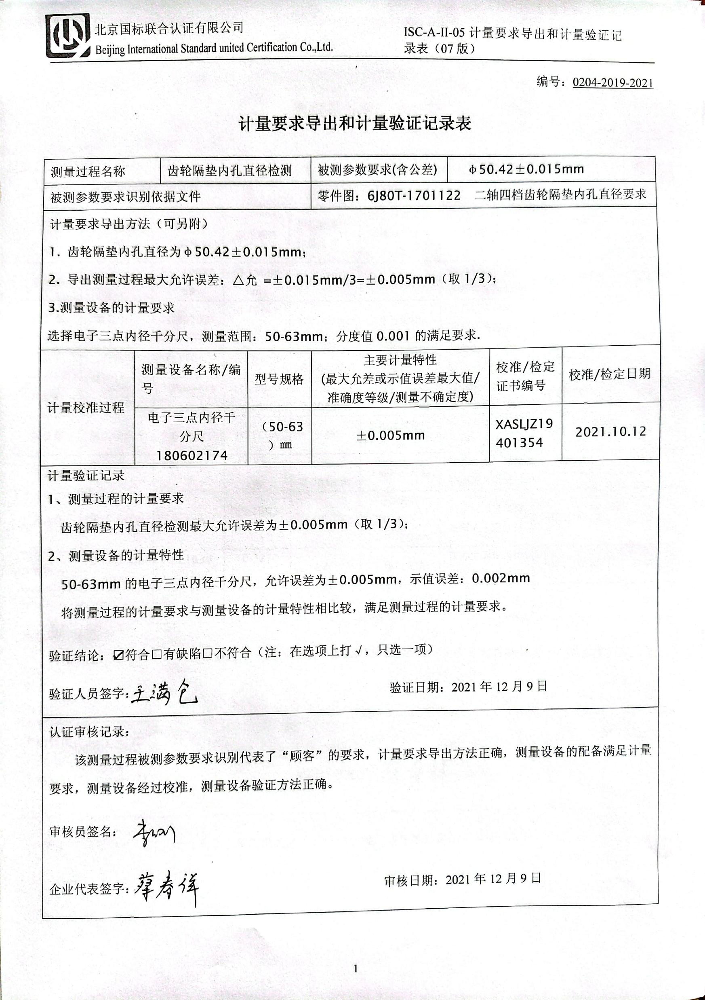 北京国标联合认证有限公司
Beijing International Standard united Certification Co.,Ltd.
ISC-A-II-05 计量要求导出和计量验证记
录表（07 版）
编号：0204-2019-2021
计量要求导出和计量验证记录表
测量过程名称 齿轮隔垫内孔直径检测 被测参数要求(含公差) φ50.42±0.015mm
被测参数要求识别依据文件 零件图：6J80T-1701122 二轴四档齿轮隔垫内孔直径要求
计量要求导出方法（可另附）
1. 齿轮隔垫内孔直径为φ50.42±0.015mm；
2. 导出测量过程最大允许误差：△允 =±0.015mm/3=±0.005mm（取 1/3）；
3.测量设备的计量要求
选择电子三点内径千分尺，测量范围：50-63mm；分度值 0.001 的满足要求.
计量校准过程
测量设备名称/编
号
型号规格
主要计量特性
(最大允差或示值误差最大值/
准确度等级/测量不确定度)
校准/检定
证书编号
校准/检定日期
电子三点内径千
分尺
180602174
（50-63
）mm
±0.005mm
XASLJZ19
401354
2021.10.12
计量验证记录
1、测量过程的计量要求
齿轮隔垫内孔直径检测最大允许误差为±0.005mm（取 1/3）；
2、测量设备的计量特性
50-63mm 的电子三点内径千分尺，允许误差为±0.005mm，示值误差：0.002mm
将测量过程的计量要求与测量设备的计量特性相比较，满足测量过程的计量要求。
验证结论：☑符合□有缺陷□不符合（注：在选项上打√，只选一项）
验证人员签字：王满仓 验证日期：2021 年 12 月 9 日
认证审核记录：
该测量过程被测参数要求识别代表了“顾客”的要求，计量要求导出方法正确，测量设备的配备满足计量
要求，测量设备经过校准，测量设备验证方法正确。
审核员签名：
企业代表签字：蔡春祥 审核日期：2021 年 12 月 9 日
1